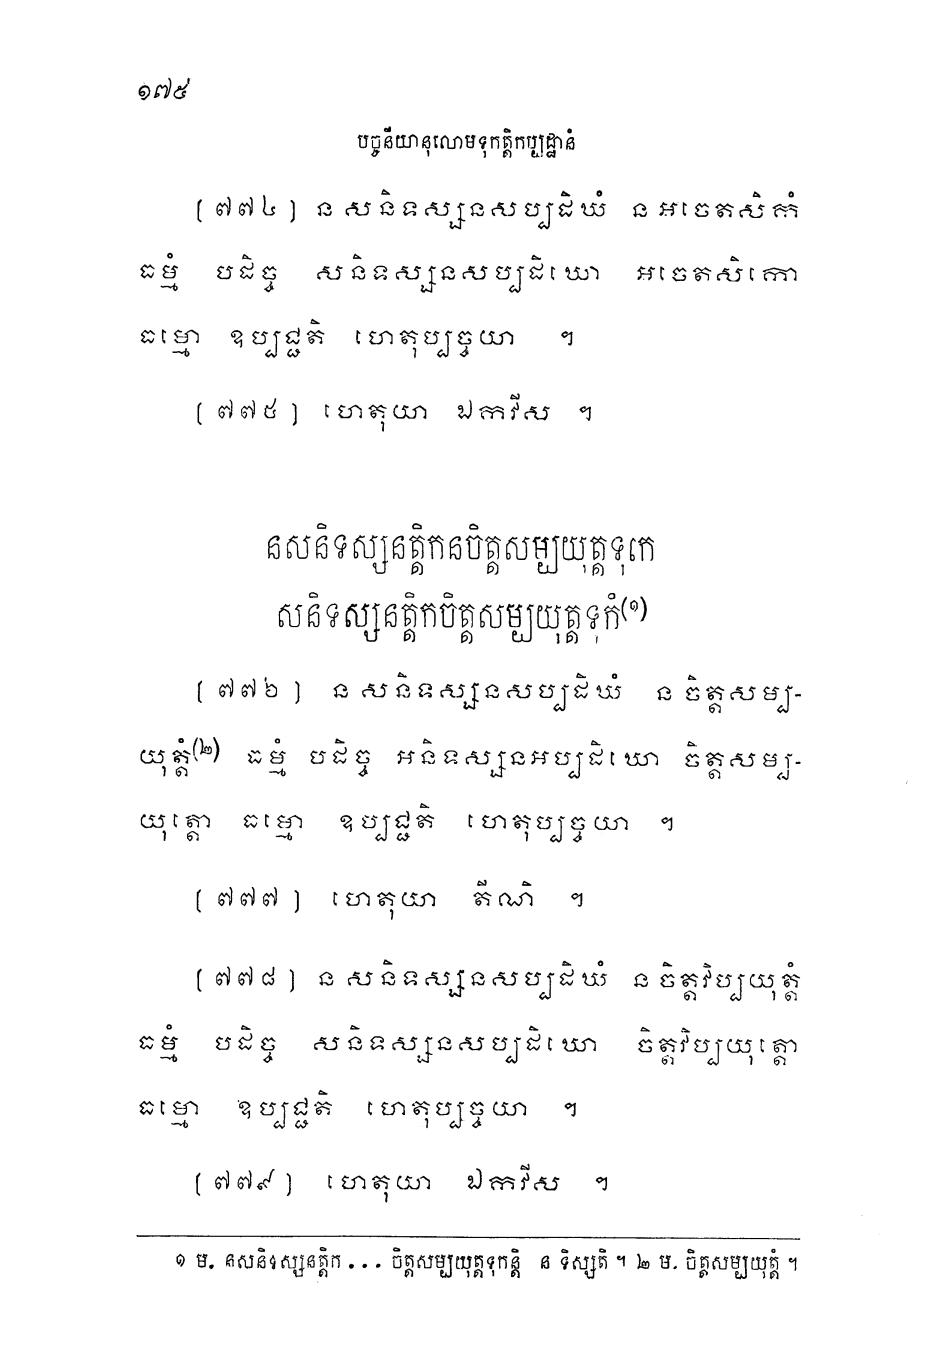 ១៧៥
បច្ចនីយានុលោមទុកត្តិកប្បដ្ឋានំ
(៧៧៤) ន សនិទស្សនសប្បដិឃំ ន អចេតសិកំ
ធម្មំ បដិច្ច សនិទស្សនសប្បដិឃោ អចេតសិកោ
ធម្មោ ឧប្បជ្ជតិ ហេតុប្បច្ចយា ។
(៧៧៥) ហេតុយា ឯកវីស ។
នសនិទស្សនត្តិកនចិត្តសម្បយុត្តទុកេ
សនិទស្សនត្តិកចិត្តសម្បយុត្តទុកំ(១)
(៧៧៦) ន សនិទស្សនសប្បដិឃំ ន ចិត្តសម្ប-
យុត្តំ(២) ធម្មំ បដិច្ច អនិទស្សនអប្បដិឃោ ចិត្តសម្ប-
យុត្តោ ធម្មោ ឧប្បជ្ជតិ ហេតុប្បច្ចយា ។
(៧៧៧) ហេតុយា តីណិ ។
(៧៧៨) ន សនិទស្សនសប្បដិឃំ ន ចិត្តវិប្បយុត្តំ
ធម្មំ បដិច្ច សនិទស្សនសប្បដិឃោ ចិត្តវិប្បយុត្តោ
ធម្មោ ឧប្បជ្ជតិ ហេតុប្បច្ចយា ។
(៧៧៩) ហេតុយា ឯកវីស ។
១ ម. នសនិទស្សនត្តិក... ចិត្តសម្បយុត្តទុកន្តិ ន ទិស្សតិ ។ ២ ម. ចិត្តសម្បយុត្តំ ។